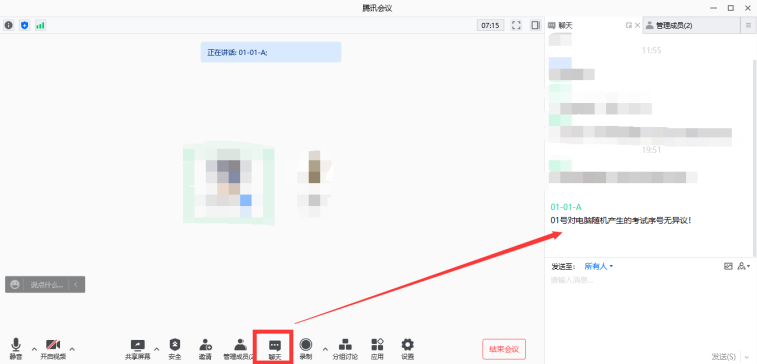 腾讯会议
07:15
聊天
管理成员(2)
正在讲话: 01-01-A;
11:55
19:51
01-01-A
01号对电脑随机产生的考试序号无异议!
发送至: 所有人
请输入消息...
说点什么...
静音
开启视频
共享屏幕
安全
邀请
管理成员(2
聊天
录制
分组讨论
应用
设置
结束会议
发送(S)